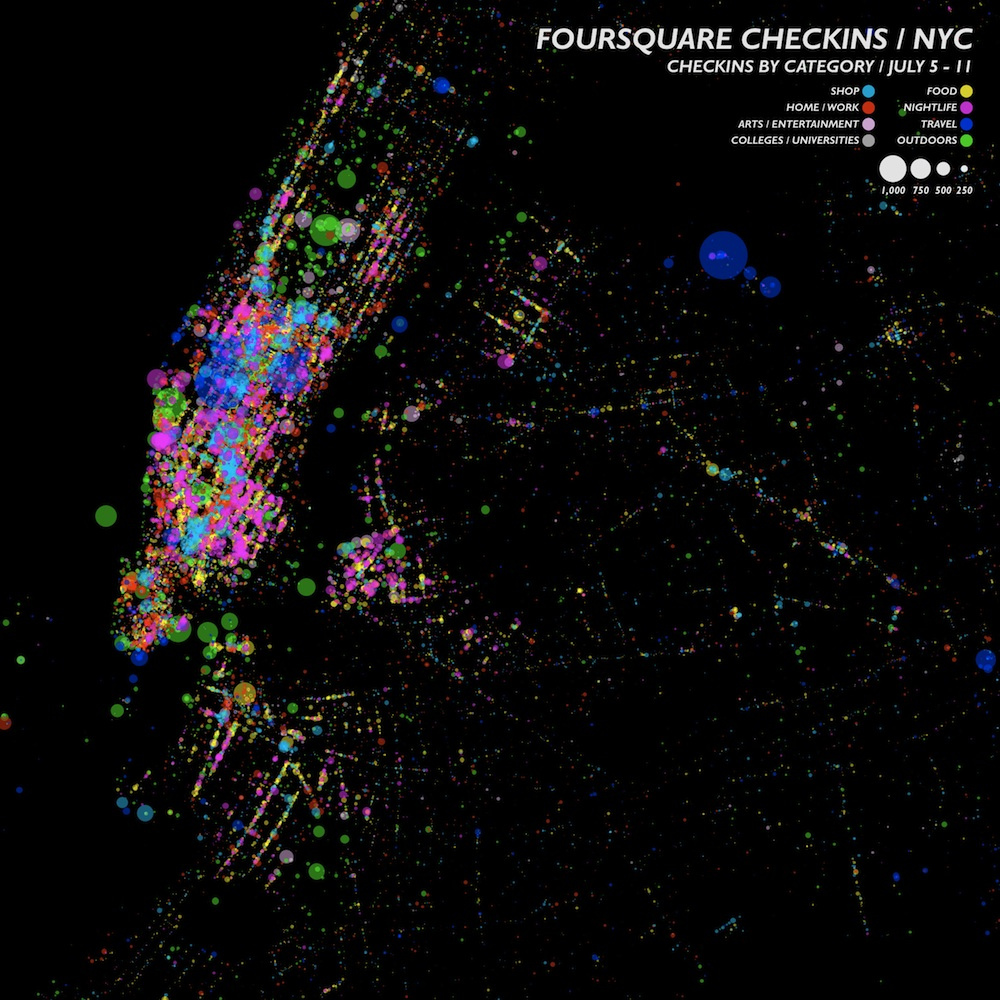 FOURSQUARE CHECKINS / NYC
CHECKINS BY CATEGORY / JULY 5 - 11
SHOP FOOD
HOME / WORK NIGHTLIFE
ARTS / ENTERTAINMENT TRAVEL
COLLEGES / UNIVERSITIES OUTDOORS
1,000 750 500 250